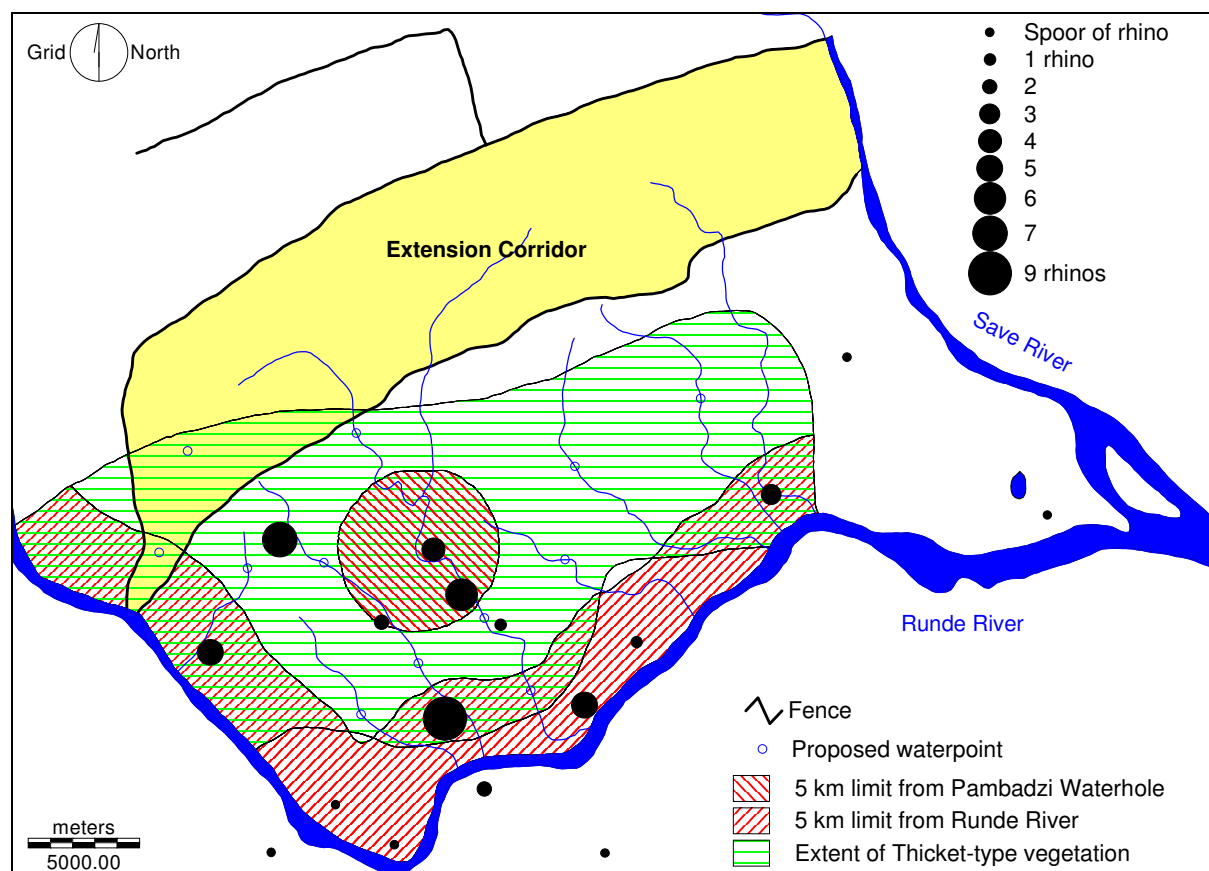 Grid North
Spoor of rhino
1 rhino
2
3
4
5
6
7
9 rhinos
Extension Corridor
Save River
Runde River
Fence
Proposed waterpoint
5 km limit from Pambadzi Waterhole
5 km limit from Runde River
Extent of Thicket-type vegetation
meters
5000.00